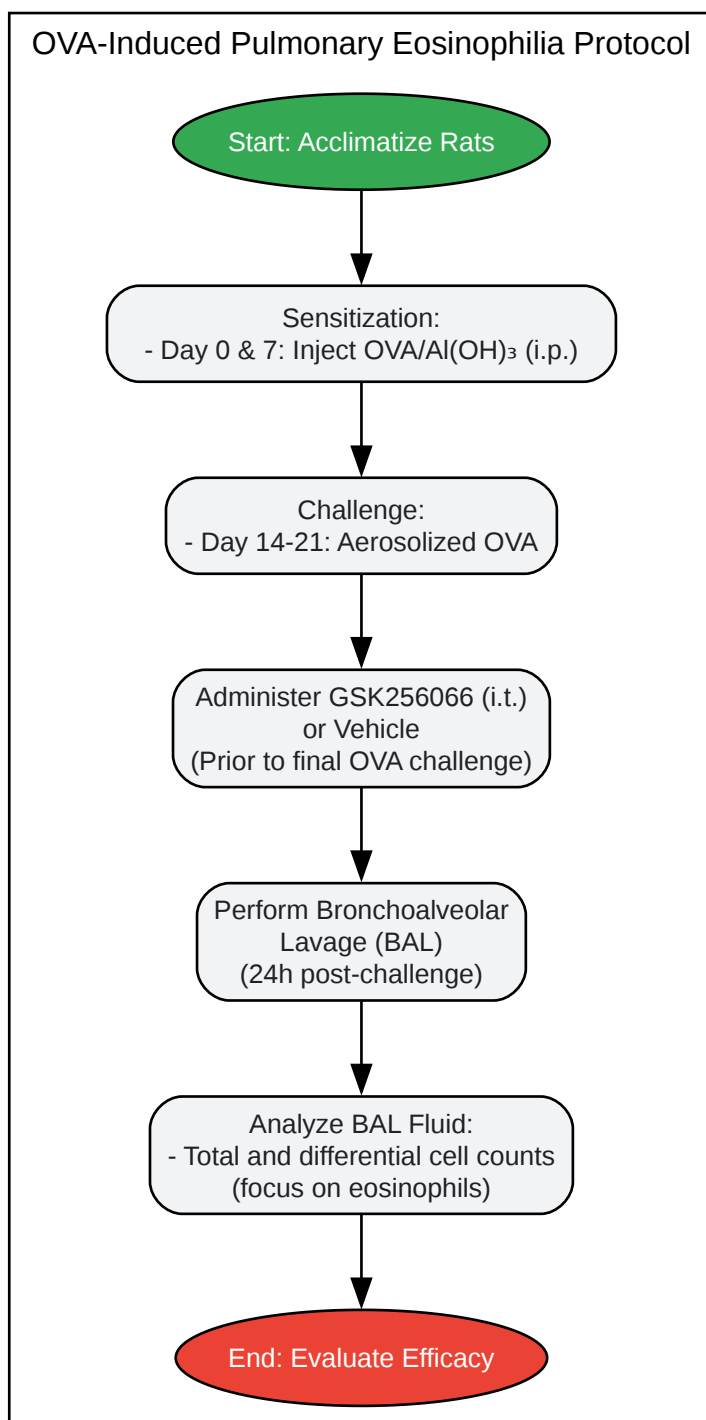 OVA-Induced Pulmonary Eosinophilia Protocol
Start: Acclimatize Rats
Sensitization:
- Day 0 & 7: Inject OVA/Al(OH)₃ (i.p.)
Challenge:
- Day 14-21: Aerosolized OVA
Administer GSK256066 (i.t.)
or Vehicle
(Prior to final OVA challenge)
Perform Bronchoalveolar
Lavage (BAL)
(24h post-challenge)
Analyze BAL Fluid:
- Total and differential cell counts
(focus on eosinophils)
End: Evaluate Efficacy